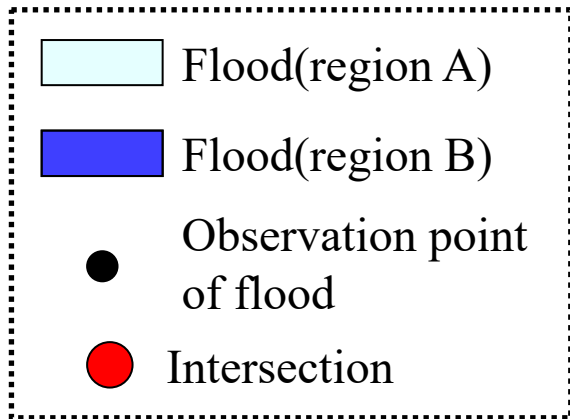 Flood(region A)
Flood(region B)
Observation point
of flood
Intersection